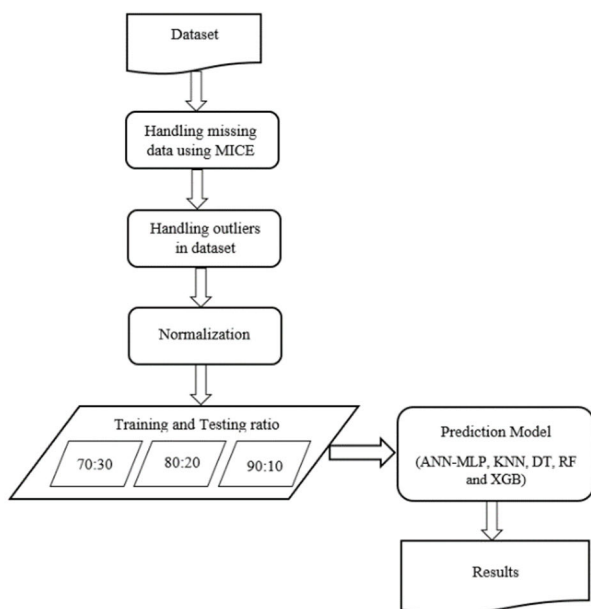 Dataset
Handling missing
data using MICE
Handling outliers
in dataset
Normalization
Training and Testing ratio
70:30
80:20
90:10
Prediction Model
(ANN-MLP, KNN, DT, RF
and XGB)
Results